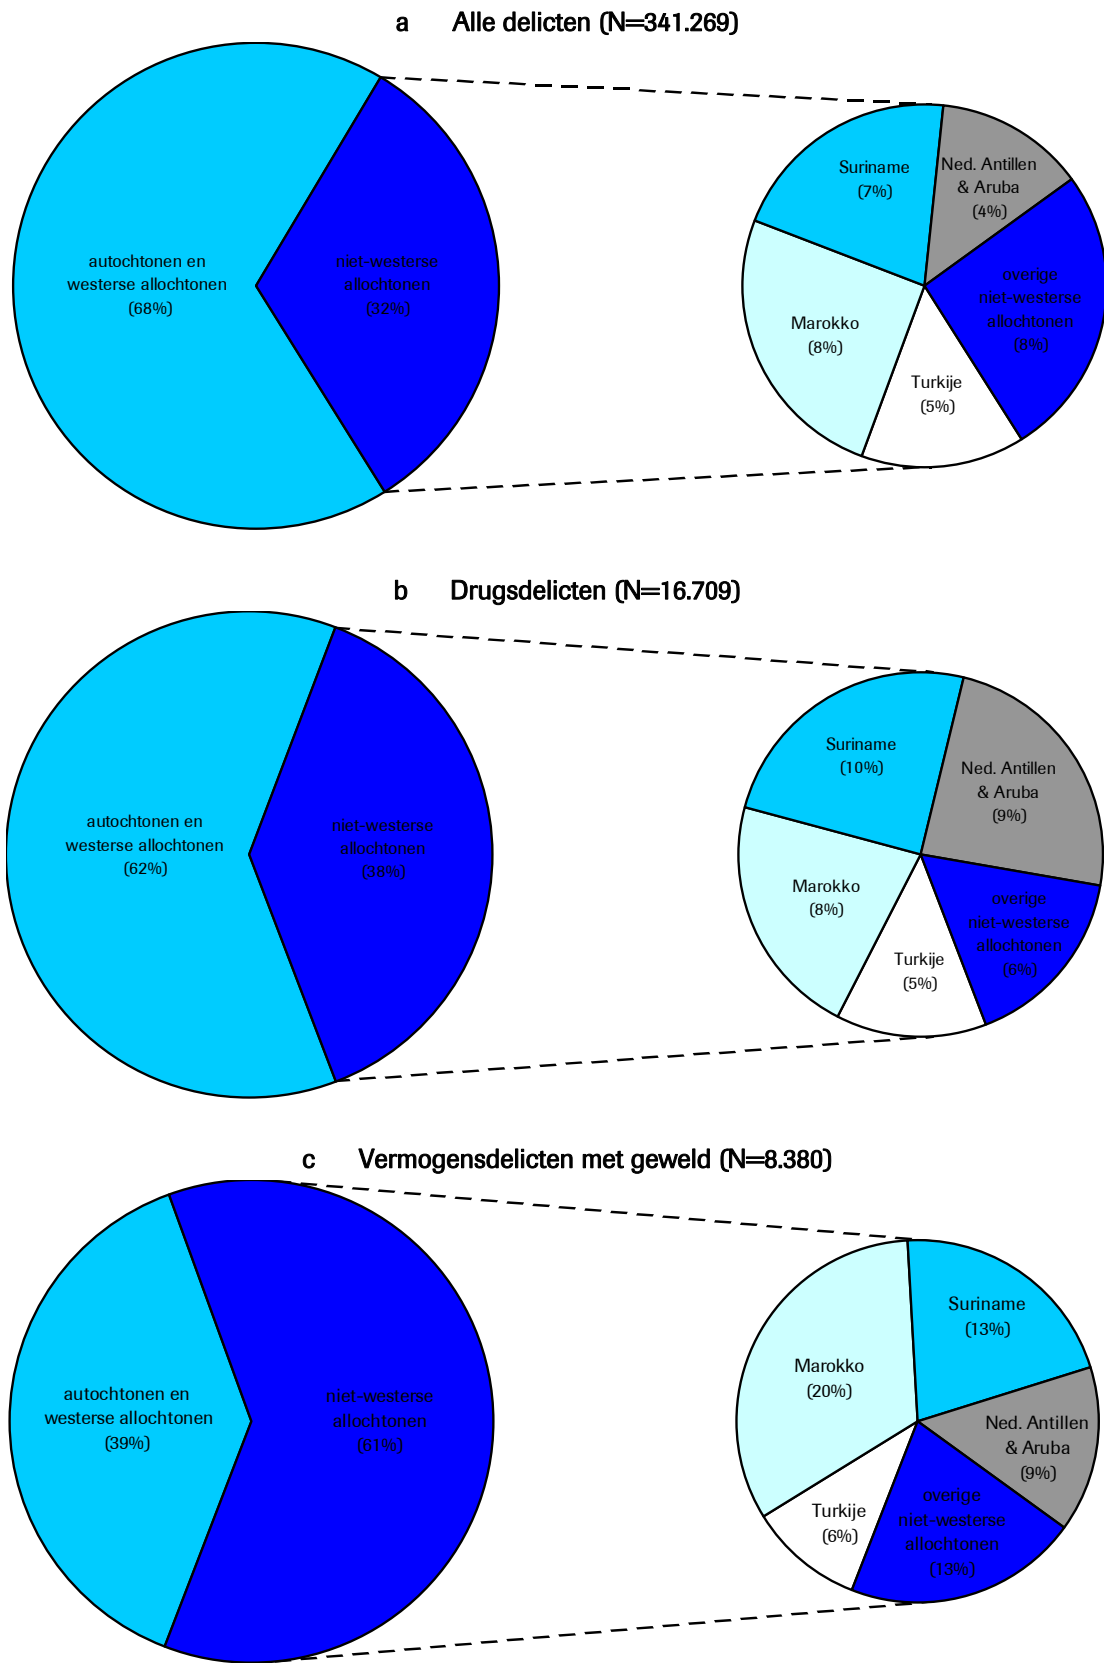 a Alle delicten (N=341.269)
autochtonen en
westerse allochtonen
(68%)
niet-westerse
allochtonen
(32%)
Suriname
(7%)
Ned. Antillen
& Aruba
(4%)
overige
niet-westerse
allochtonen
(8%)
Marokko
(8%)
Turkije
(5%)
b Drugsdelicten (N=16.709)
autochtonen en
westerse allochtonen
(62%)
niet-westerse
allochtonen
(38%)
Suriname
(10%)
Ned. Antillen
& Aruba
(9%)
Marokko
(8%)
overige
niet-westerse
allochtonen
(6%)
Turkije
(5%)
c Vermogensdelicten met geweld (N=8.380)
autochtonen en
westerse allochtonen
(39%)
niet-westerse
allochtonen
(61%)
Suriname
(13%)
Marokko
(20%)
Ned. Antillen
& Aruba
(9%)
overige
niet-westerse
allochtonen
(13%)
Turkije
(6%)